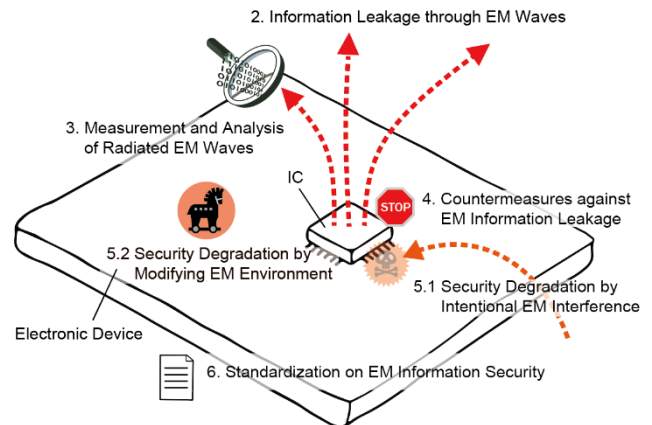 2. Information Leakage through EM Waves
3. Measurement and Analysis
of Radiated EM Waves
IC
STOP
4. Countermeasures against
EM Information Leakage
5.2 Security Degradation by
Modifying EM Environment
5.1 Security Degradation by
Intentional EM Interference
Electronic Device
6. Standardization on EM Information Security